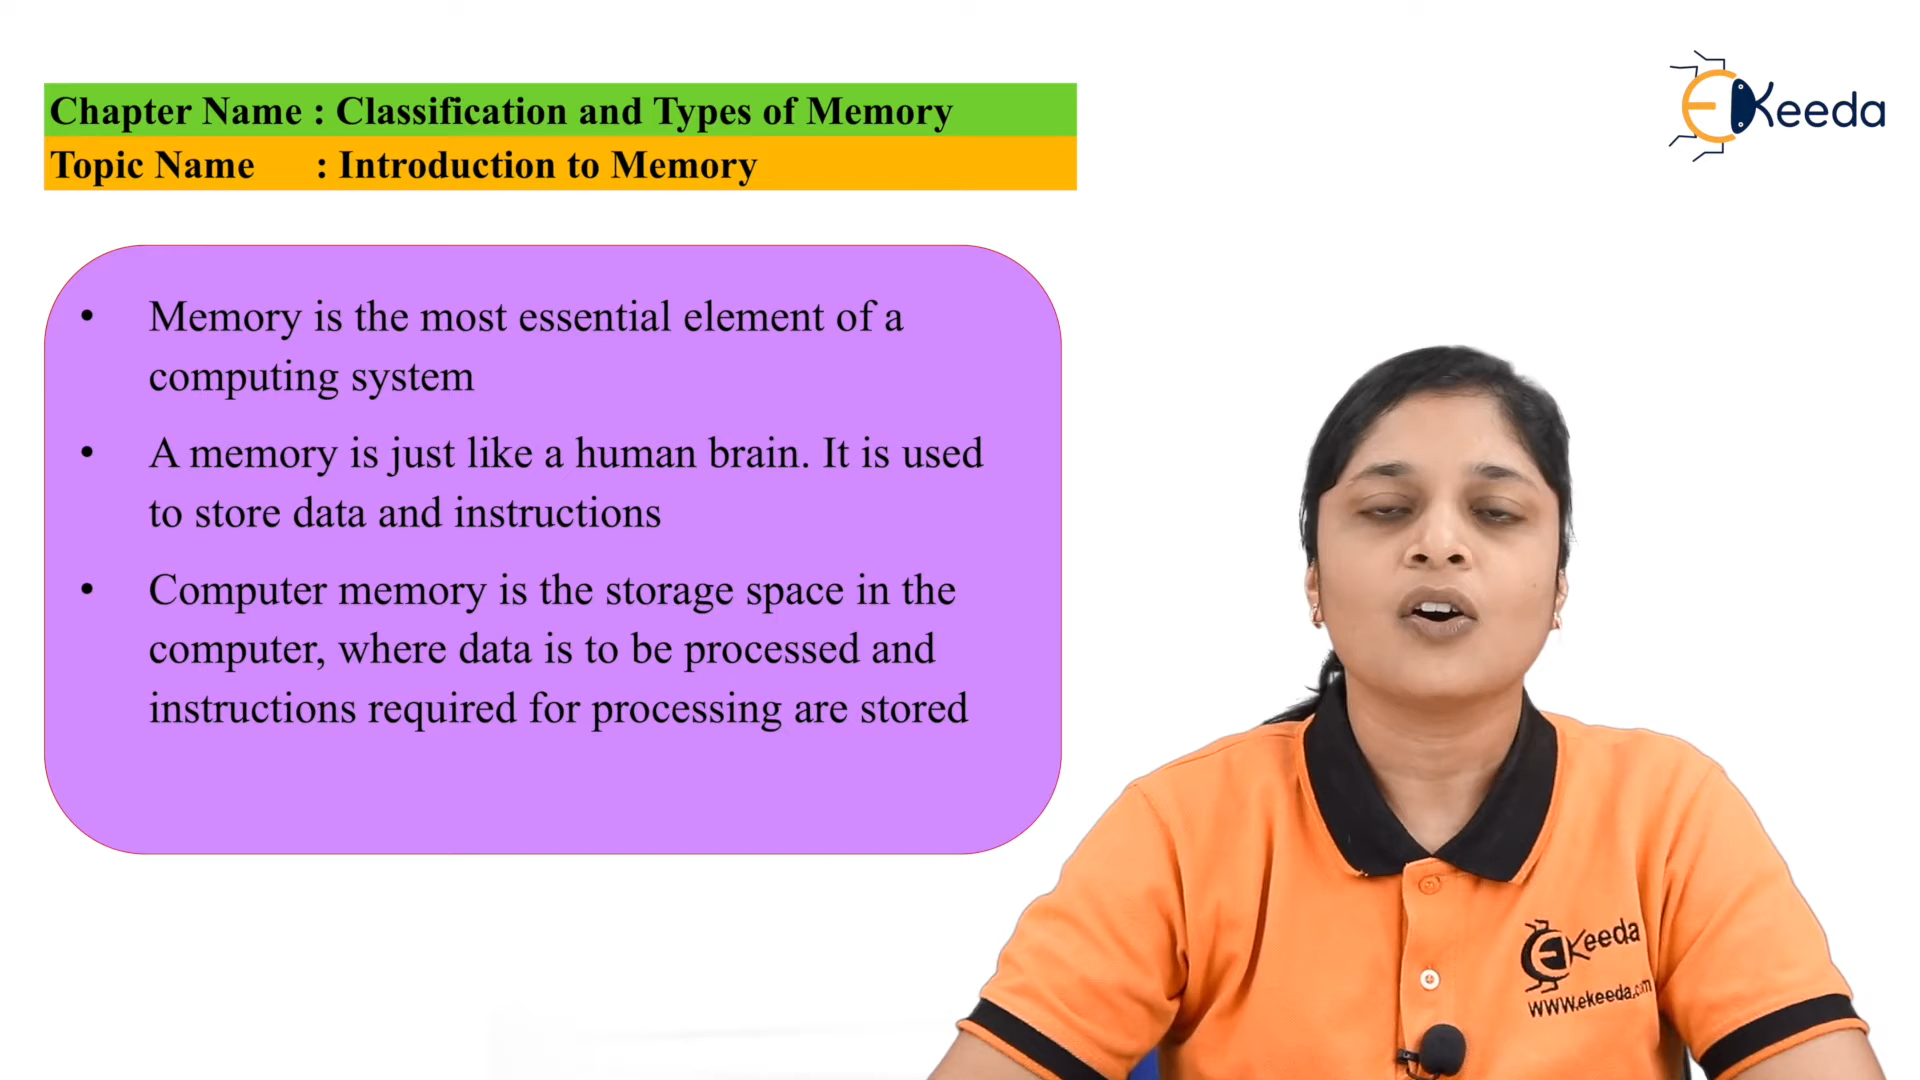 Chapter Name : Classification and Types of Memory
Topic Name : Introduction to Memory
EKeeda
• Memory is the most essential element of a
computing system
• A memory is just like a human brain. It is used
to store data and instructions
• Computer memory is the storage space in the
computer, where data is to be processed and
instructions required for processing are stored
EKeeda
www.ekeeda.com